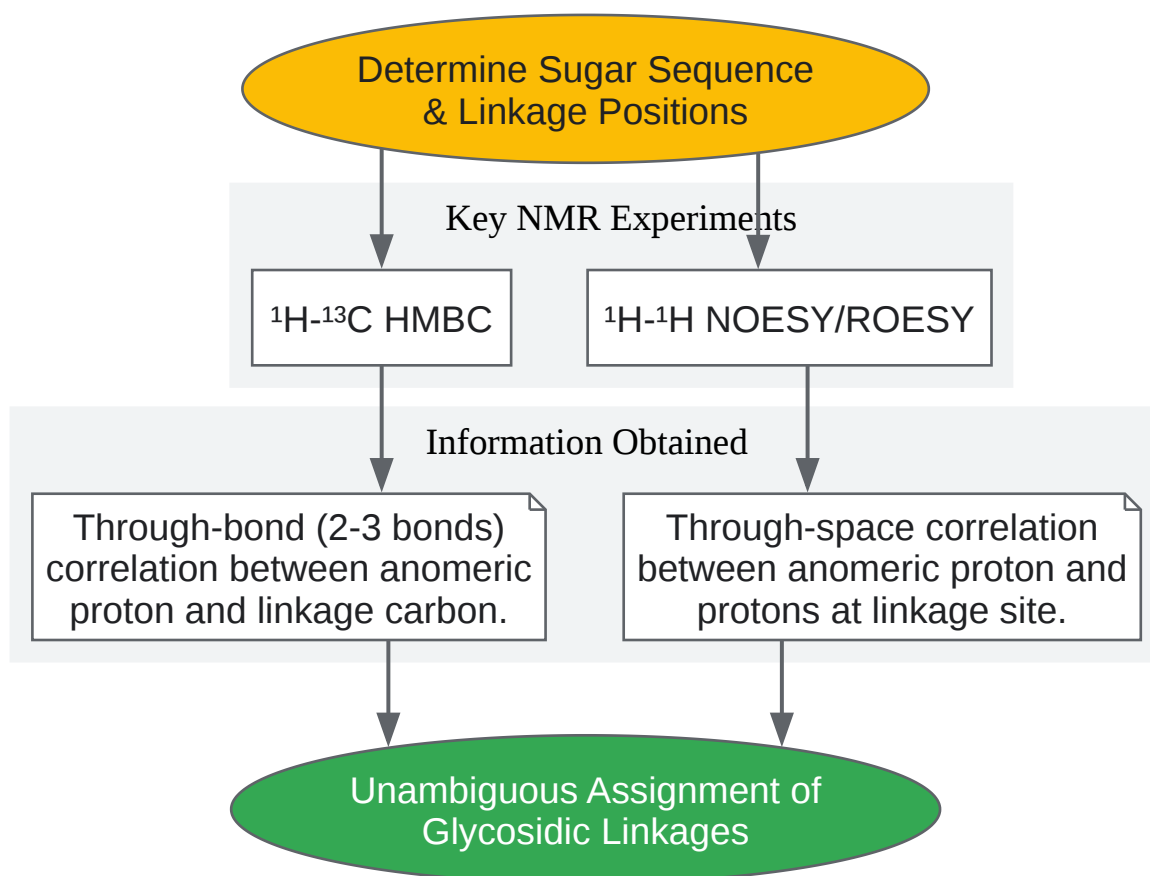 Determine Sugar Sequence
& Linkage Positions
Key NMR Experiments
¹H-¹³C HMBC
¹H-¹H NOESY/ROESY
Information Obtained
Through-bond (2-3 bonds)
correlation between anomeric
proton and linkage carbon.
Through-space correlation
between anomeric proton and
protons at linkage site.
Unambiguous Assignment of
Glycosidic Linkages